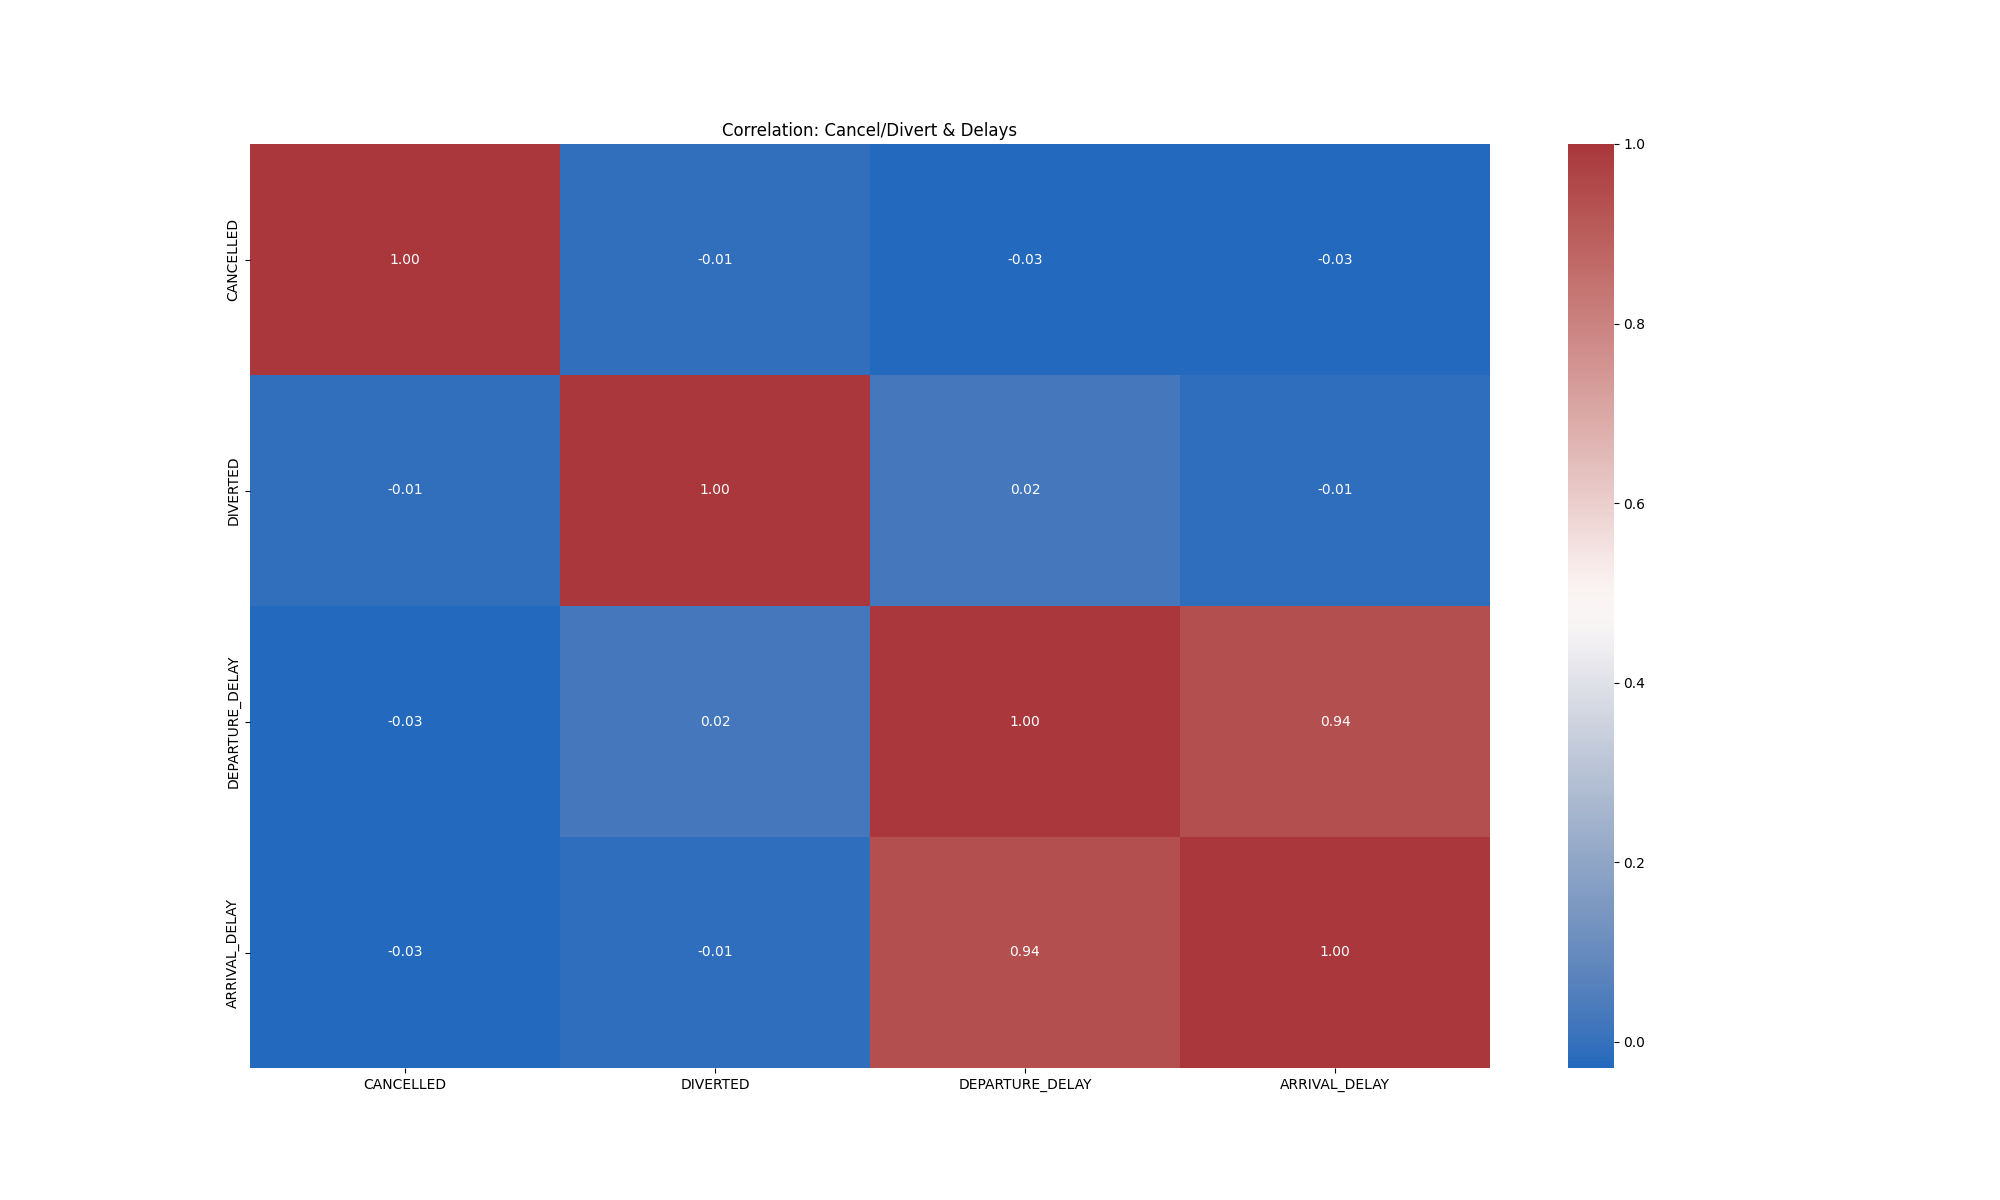 Correlation: Cancel/Divert & Delays
CANCELLED
1.00 -0.01 -0.03 -0.03
DIVERTED
-0.01 1.00 0.02 -0.01
DEPARTURE_DELAY
-0.03 0.02 1.00 0.94
ARRIVAL_DELAY
-0.03 -0.01 0.94 1.00
CANCELLED DIVERTED DEPARTURE_DELAY ARRIVAL_DELAY
1.0
0.8
0.6
0.4
0.2
0.0